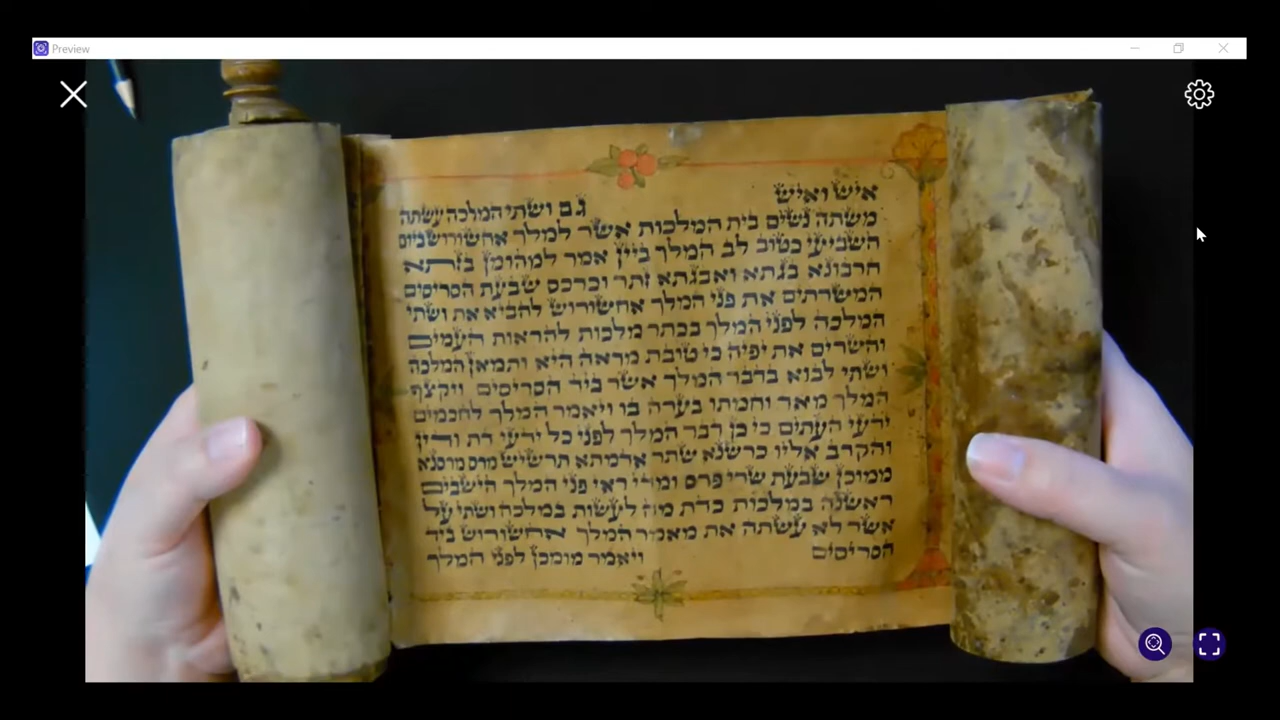 Preview
איש ואיש גם ושתי המלכה עשתה
משתה נשים בית המלכות אשר למלך אחשורוש ביום
השביעי כטוב לב המלך ביין אמר למהומן בזתא
חרבונא בגתא ואבגתא זתר וכרכס שבעת הסריסים
המשרתים את פני המלך אחשורוש להביא את ושתי
המלכה לפני המלך בכתר מלכות להראות העמים
והשרים את יפיה כי טובת מראה היא ותמאן המלכה
ושתי לבוא בדבר המלך אשר ביד הסריסים ויקצף
המלך מאד וחמתו בערה בו ויאמר המלך לחכמים
ידעי העתים כי כן דבר המלך לפני כל ידעי דת ודין
והקרב אליו כרשנא שתר אדמתא תרשיש מרס מרסנא
ממוכן שבעת שרי פרס ומדי ראי פני המלך הישבים
ראשנה במלכות כדת מה לעשות במלכה ושתי על
אשר לא עשתה את מאמר המלך אחשורוש ביד
הסריסים ויאמר מומכן לפני המלך